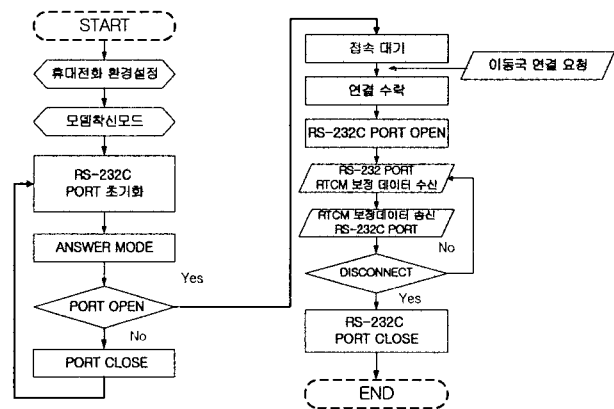 START
휴대전화 환경설정
모뎀착신모드
RS-232C
PORT 초기화
ANSWER MODE
Yes
PORT OPEN
No
PORT CLOSE
접속 대기
이동국 연결 요청
연결 수락
RS-232C PORT OPEN
RS-232 PORT
RTCM 보정 데이터 수신
RTCM 보정데이터 송신
RS-232C PORT
No
DISCONNECT
Yes
RS-232C
PORT CLOSE
END